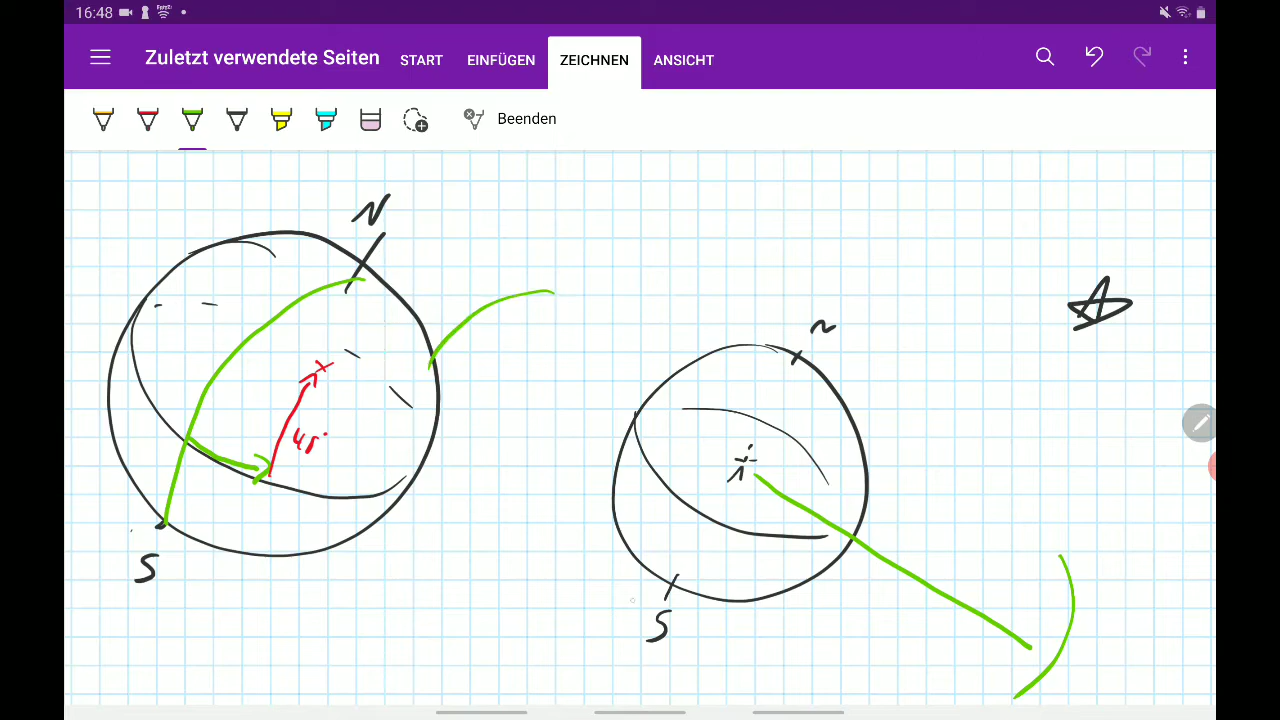 16:48
Zuletzt verwendete Seiten START EINFÜGEN ZEICHNEN ANSICHT
Beenden
N
N
S
S